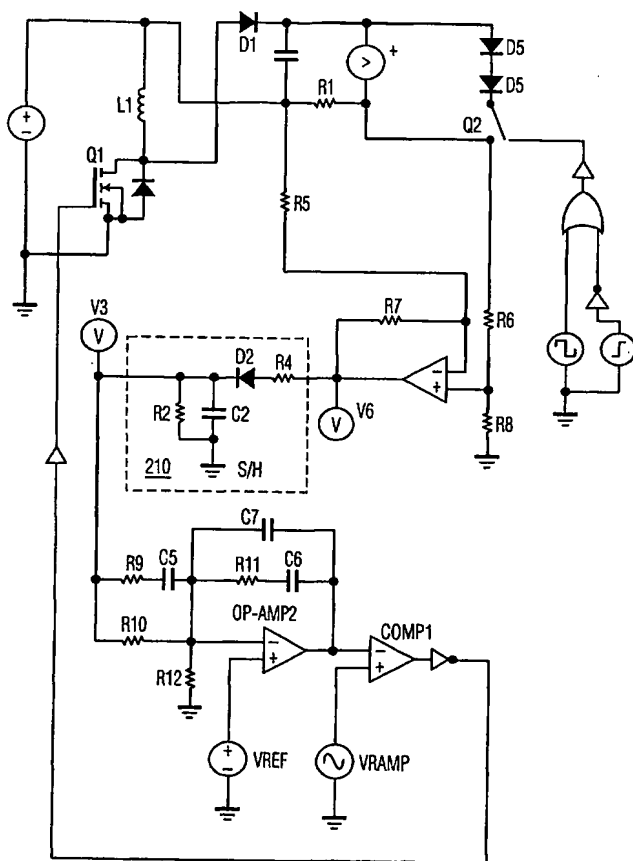 D1
D5
L1
+
−
R1
>
+
D5
Q2
Q1
R5
V3
V
R7
R6
D2
R4
−
+
R2
C2
V6
V
R8
210
S/H
C7
R9
C5
R11
C6
OP-AMP2
COMP1
R10
−
+
−
+
R12
+
−
VREF
VRAMP